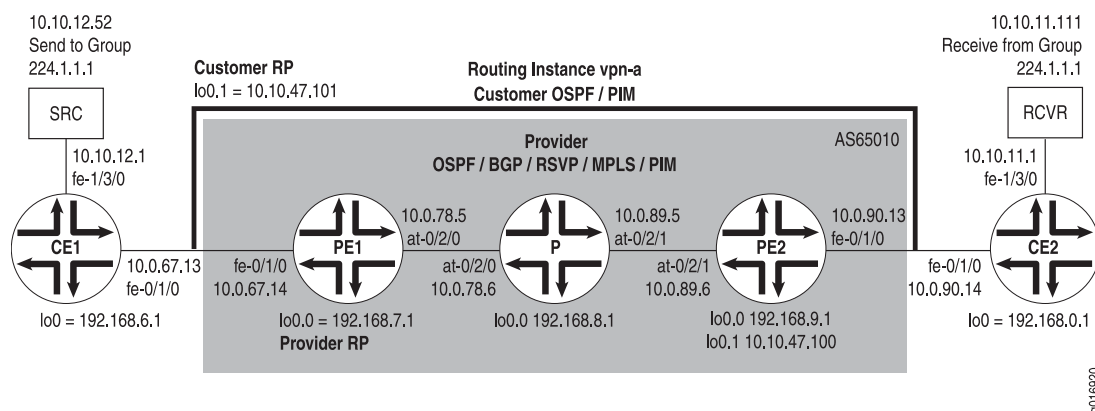 10.10.12.52
Send to Group
224.1.1.1
SRC
10.10.12.1
fe-1/3/0
CE1
10.0.67.13
fe-0/1/0
lo0 = 192.168.6.1
Customer RP
lo0.1 = 10.10.47.101
Routing Instance vpn-a
Customer OSPF / PIM
Provider
OSPF / BGP / RSVP / MPLS / PIM
AS65010
fe-0/1/0
10.0.67.14
PE1
10.0.78.5
at-0/2/0
lo0.0 = 192.168.7.1
Provider RP
at-0/2/0
10.0.78.6
P
10.0.89.5
at-0/2/1
lo0.0 192.168.8.1
at-0/2/1
10.0.89.6
PE2
10.0.90.13
fe-0/1/0
lo0.0 192.168.9.1
lo0.1 10.10.47.100
10.10.11.111
Receive from Group
224.1.1.1
RCVR
10.10.11.1
fe-1/3/0
fe-0/1/0
10.0.90.14
CE2
lo0 = 192.168.0.1
g016920